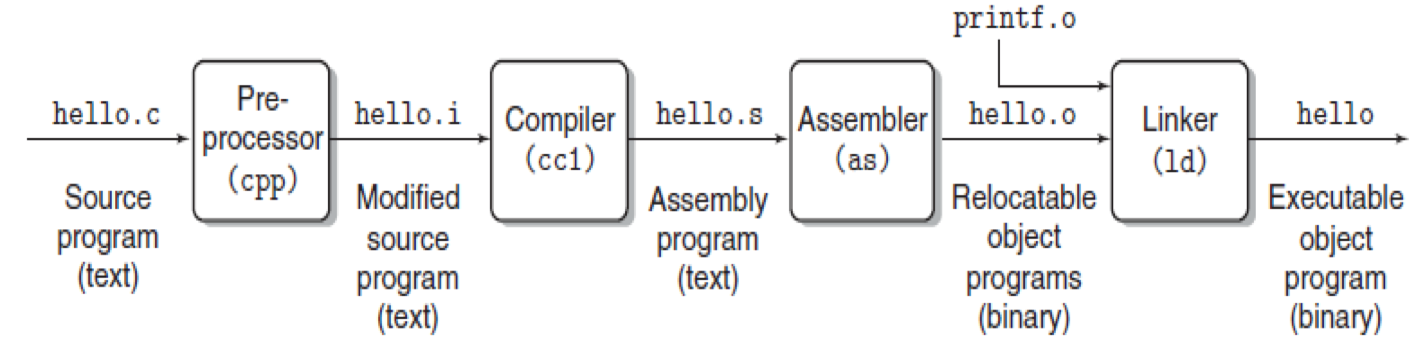 printf.o
hello.c
Pre-
processor
(cpp)
hello.i
Compiler
(cc1)
hello.s
Assembler
(as)
hello.o
Linker
(ld)
hello
Source
program
(text)
Modified
source
program
(text)
Assembly
program
(text)
Relocatable
object
programs
(binary)
Executable
object
program
(binary)